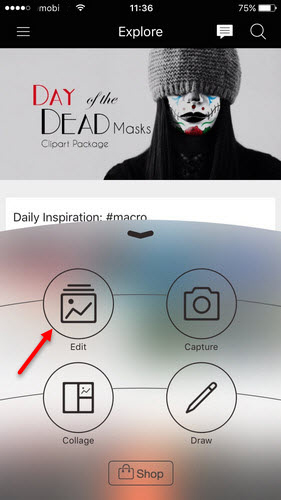 mobi 11:36 75%
Explore
DAY of the
DEAD Masks
Clipart Package
Daily Inspiration: #macro
Edit Capture
Collage Draw
Shop